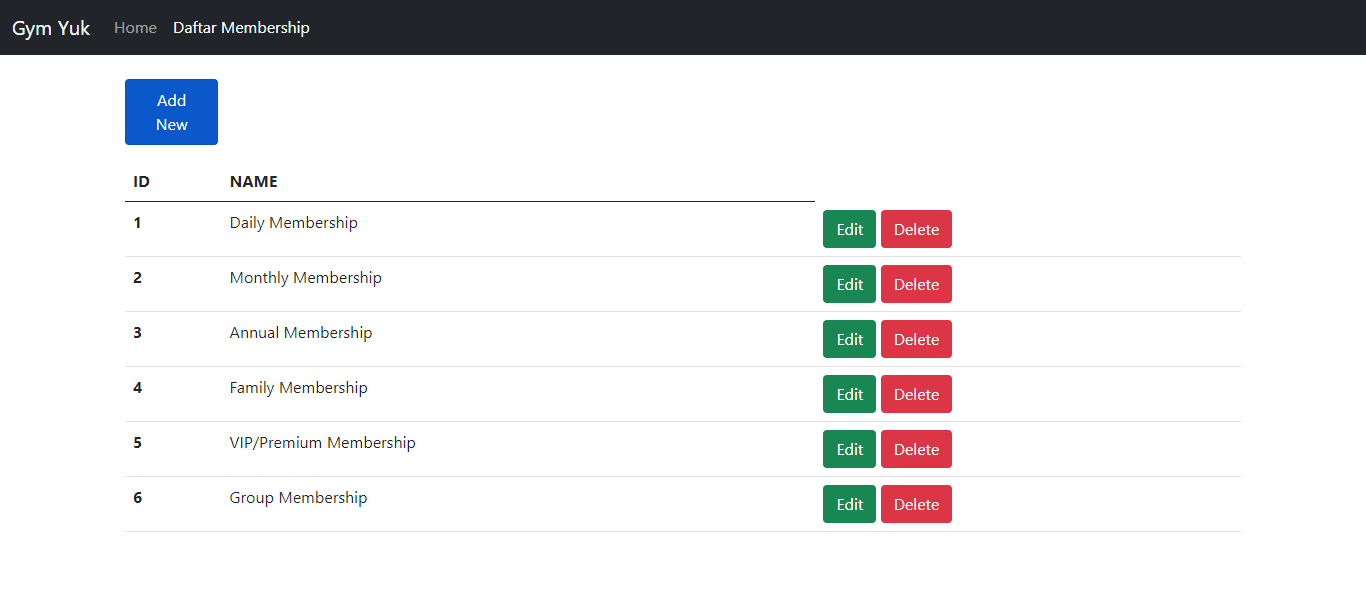 Gym Yuk Home Daftar Membership
Add
New
ID NAME
1 Daily Membership Edit Delete
2 Monthly Membership Edit Delete
3 Annual Membership Edit Delete
4 Family Membership Edit Delete
5 VIP/Premium Membership Edit Delete
6 Group Membership Edit Delete